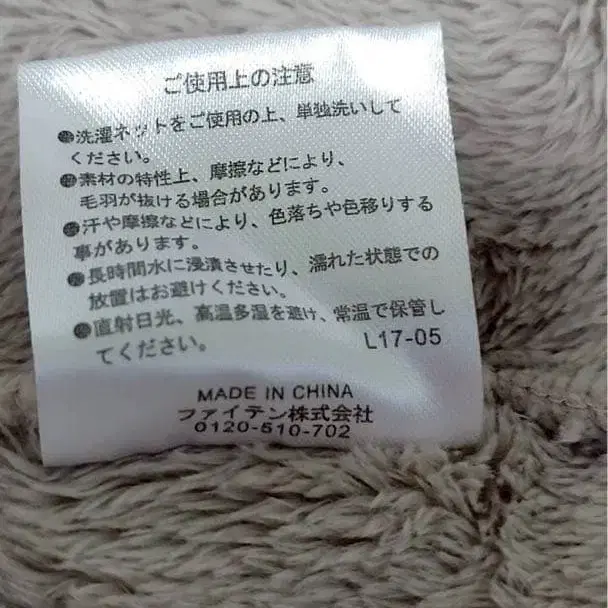 ご使用上の注意
●洗濯ネットをご使用の上、単独洗いして
ください。
●素材の特性上、摩擦などにより、
毛羽が抜ける場合があります。
●汗や摩擦などにより、色落ちや色移りする
事があります。
●長時間水に浸漬させたり、濡れた状態での
放置はお避けください。
●直射日光、高温多湿を避け、常温で保管し
てください。
L17-05
MADE IN CHINA
ファイテン株式会社
0120-510-702